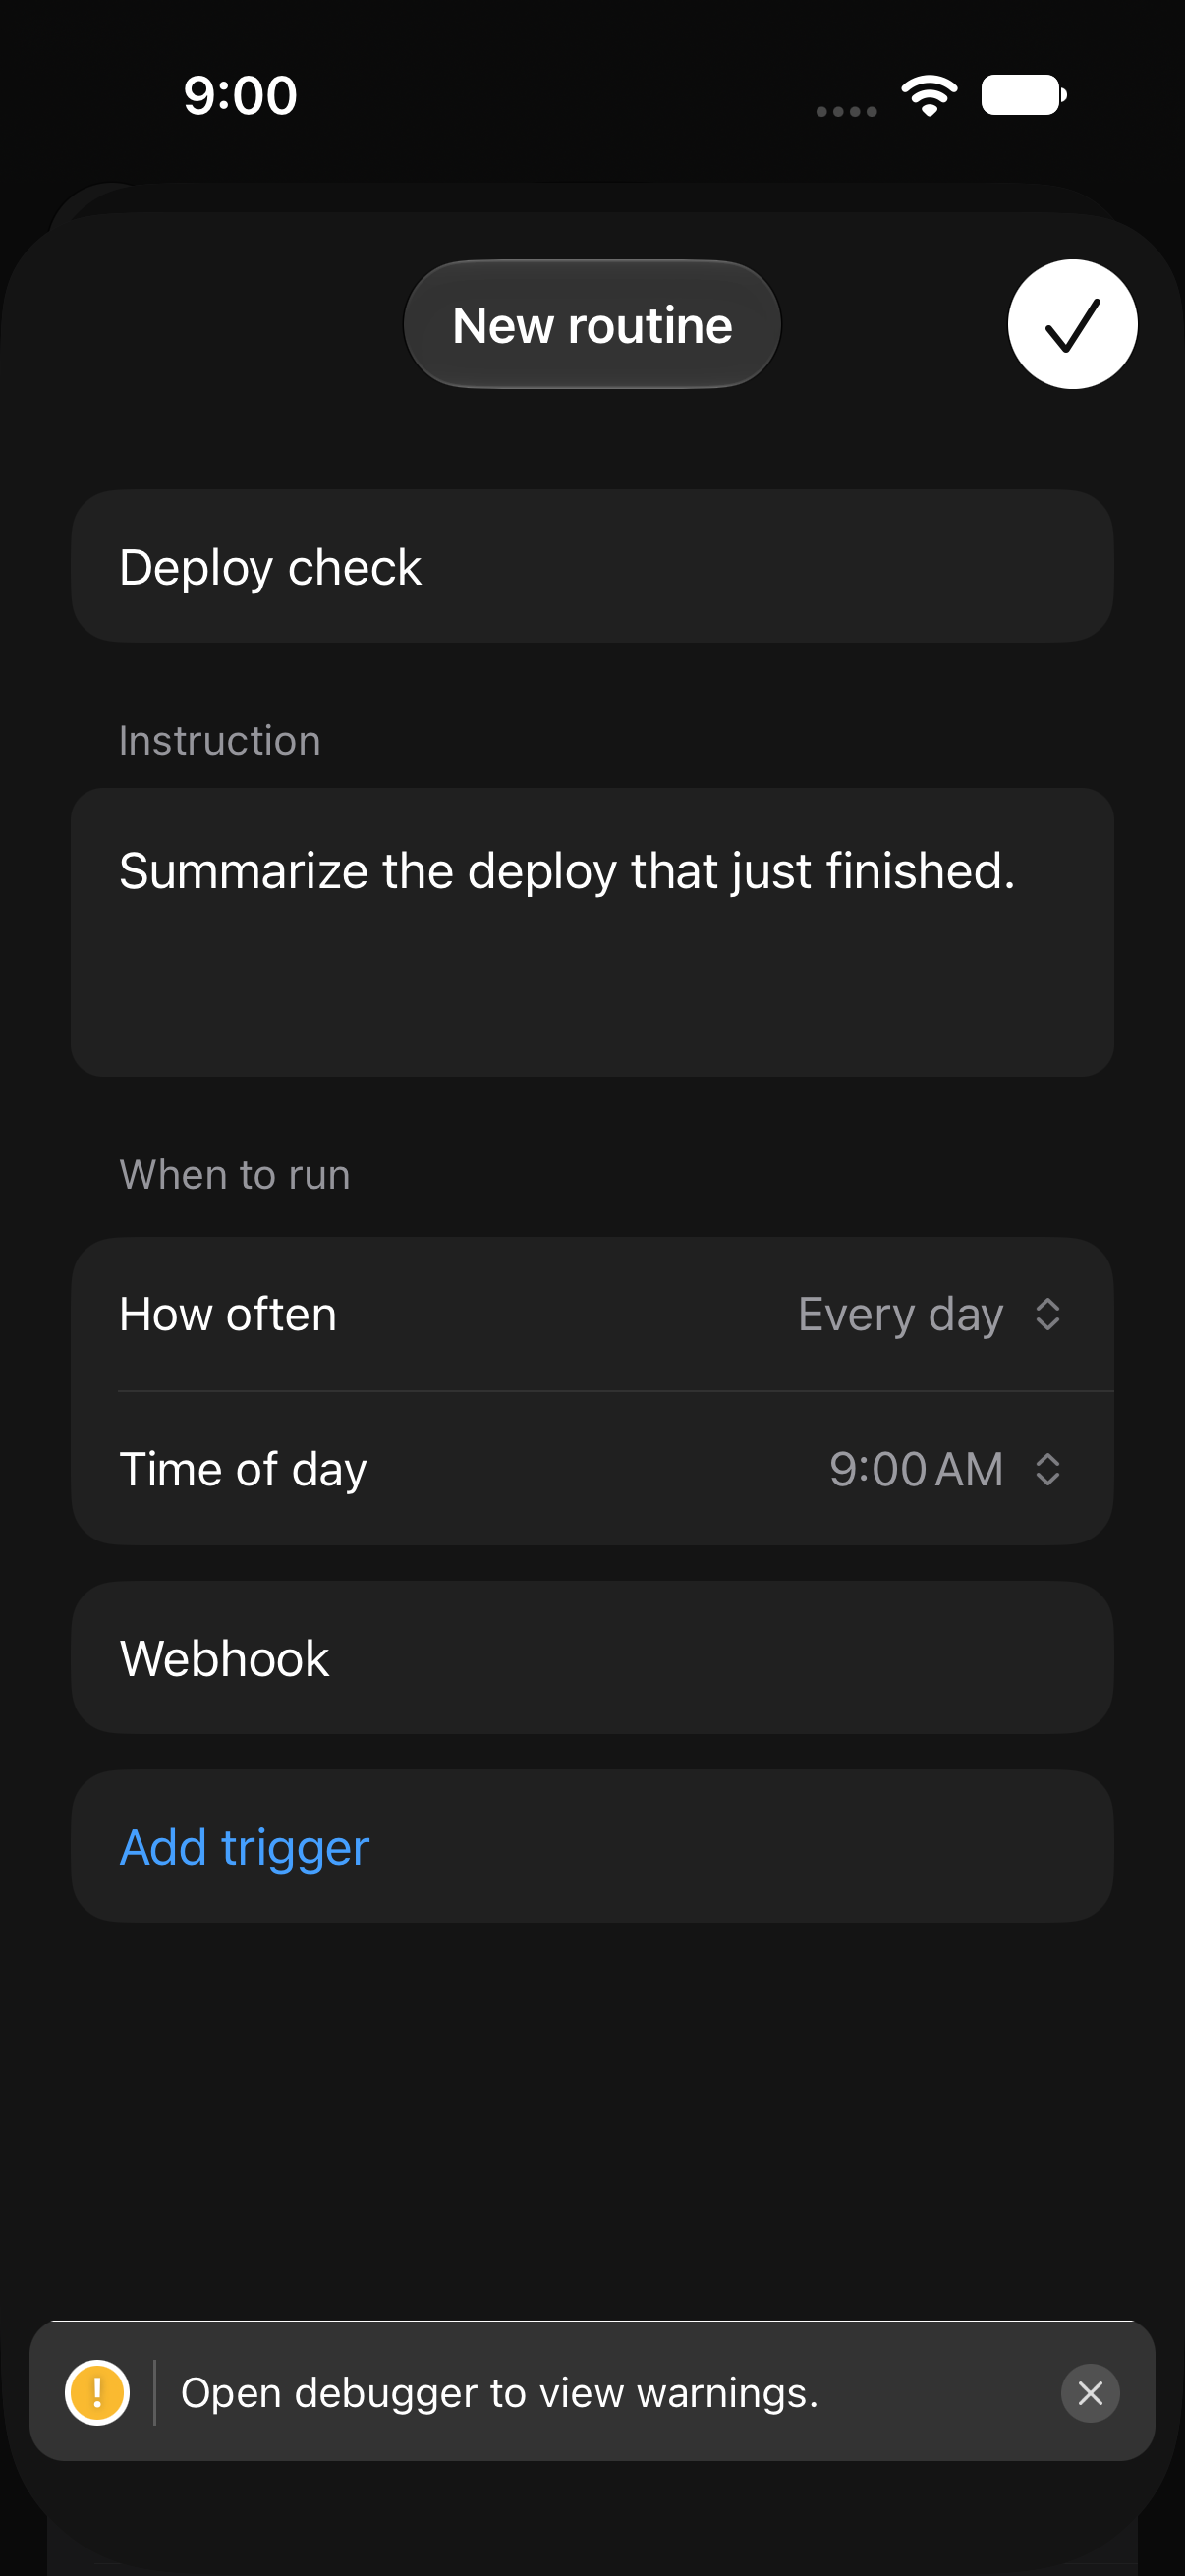 9:00
New routine
Deploy check
Instruction
Summarize the deploy that just finished.
When to run
How often Every day
Time of day 9:00 AM
Webhook
Add trigger
! Open debugger to view warnings.